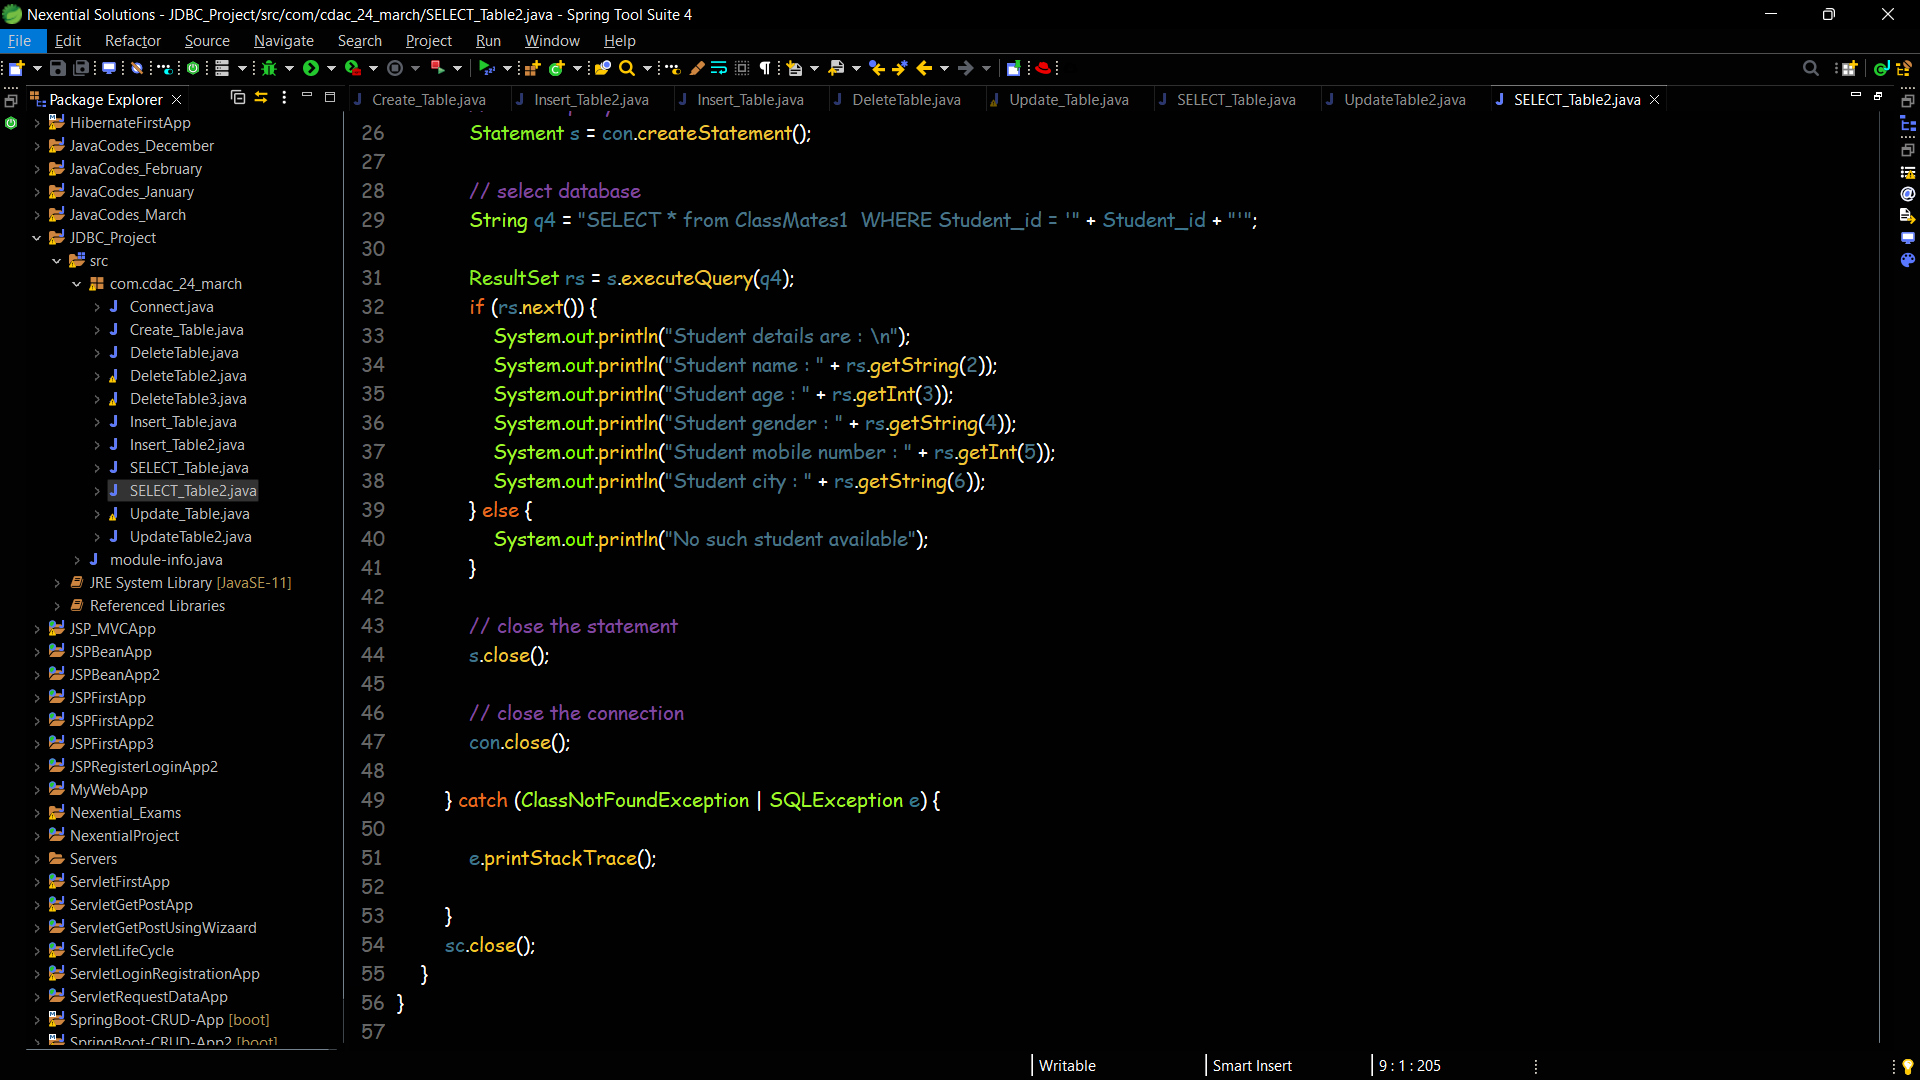 Nexential Solutions - JDBC_Project/src/com/cdac_24_march/SELECT_Table2.java - Spring Tool Suite 4
File Edit Refactor Source Navigate Search Project Run Window Help
Package Explorer
HibernateFirstApp
JavaCodes_December
JavaCodes_February
JavaCodes_January
JavaCodes_March
JDBC_Project
src
com.cdac_24_march
Connect.java
Create_Table.java
DeleteTable.java
DeleteTable2.java
DeleteTable3.java
Insert_Table.java
Insert_Table2.java
SELECT_Table.java
SELECT_Table2.java
Update_Table.java
UpdateTable2.java
module-info.java
JRE System Library [JavaSE-11]
Referenced Libraries
JSP_MVCApp
JSPBeanApp
JSPBeanApp2
JSPFirstApp
JSPFirstApp2
JSPFirstApp3
JSPRegisterLoginApp2
MyWebApp
Nexential_Exams
NexentialProject
Servers
ServletFirstApp
ServletGetPostApp
ServletGetPostUsingWizaard
ServletLifeCycle
ServletLoginRegistrationApp
ServletRequestDataApp
SpringBoot-CRUD-App [boot]
SpringBoot-CRUD-App2 [boot]
Create_Table.java Insert_Table2.java Insert_Table.java DeleteTable.java Update_Table.java SELECT_Table.java UpdateTable2.java SELECT_Table2.java
26 Statement s = con.createStatement();
27
28 // select database
29 String q4 = "SELECT * from ClassMates1  WHERE Student_id = '" + Student_id + "'";
30
31 ResultSet rs = s.executeQuery(q4);
32 if (rs.next()) {
33 System.out.println("Student details are : \n");
34 System.out.println("Student name : " + rs.getString(2));
35 System.out.println("Student age : " + rs.getInt(3));
36 System.out.println("Student gender : " + rs.getString(4));
37 System.out.println("Student mobile number : " + rs.getInt(5));
38 System.out.println("Student city : " + rs.getString(6));
39 } else {
40 System.out.println("No such student available");
41 }
42
43 // close the statement
44 s.close();
45
46 // close the connection
47 con.close();
48
49 } catch (ClassNotFoundException | SQLException e) {
50
51 e.printStackTrace();
52
53 }
54 sc.close();
55 }
56 }
57
Writable Smart Insert 9 : 1 : 205